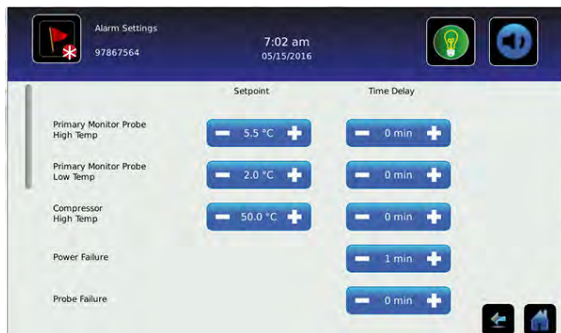 Alarm Settings
97867564
7:02 am
05/15/2016
Setpoint
Time Delay
Primary Monitor Probe
High Temp
− 5.5 °C +
− 0 min +
Primary Monitor Probe
Low Temp
− 2.0 °C +
− 0 min +
Compressor
High Temp
− 50.0 °C +
− 0 min +
Power Failure
− 1 min +
Probe Failure
− 0 min +